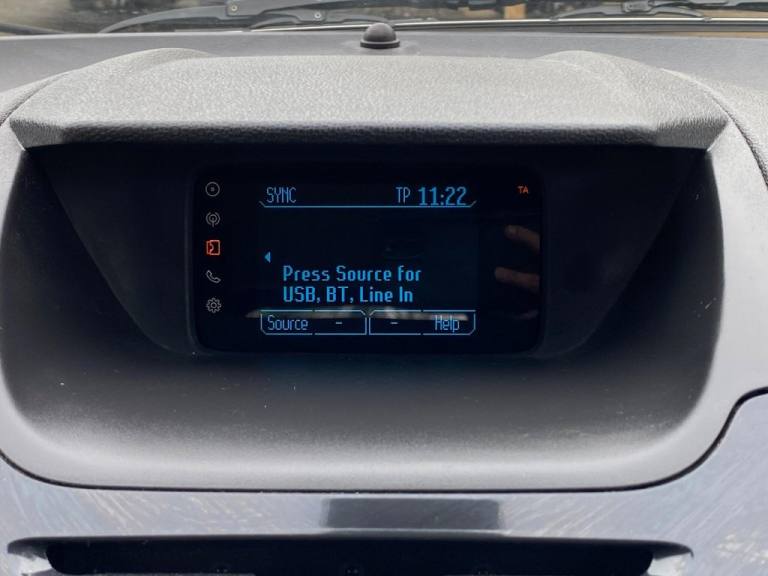 SYNC TP 11:22 TA
Press Source for
USB, BT, Line In
Source - - Help